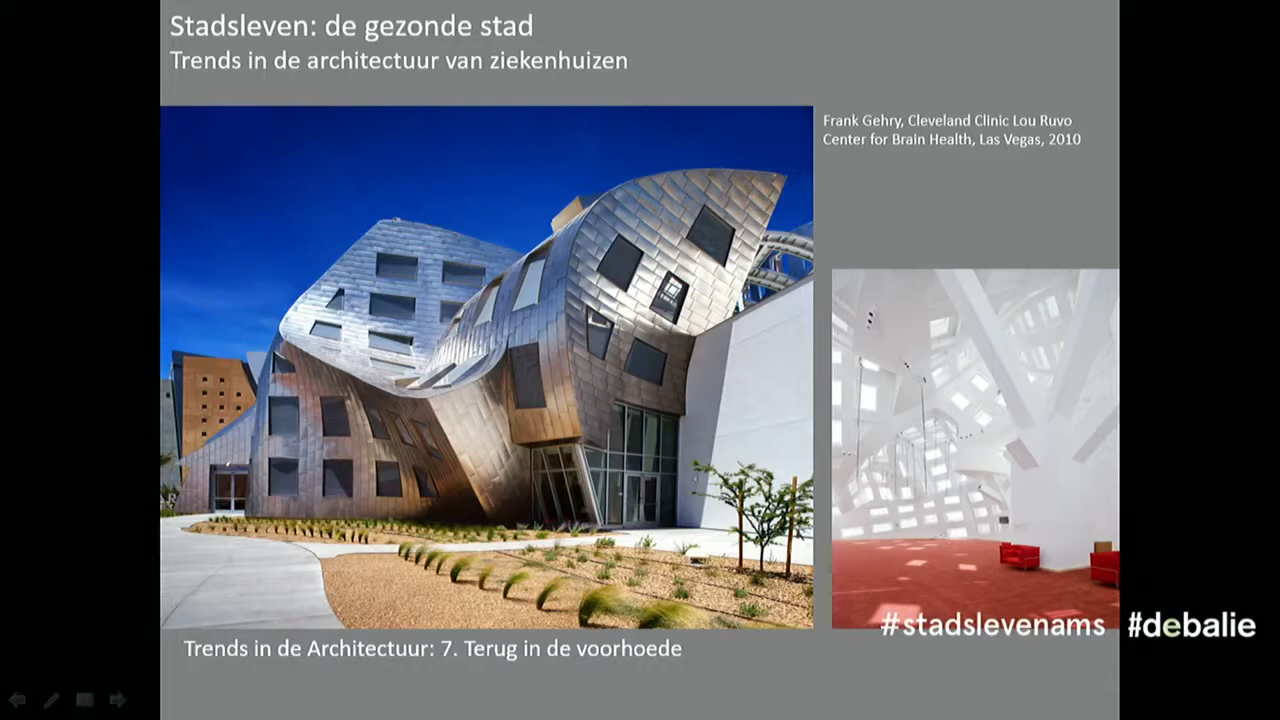 Stadsleven: de gezonde stad
Trends in de architectuur van ziekenhuizen
Frank Gehry, Cleveland Clinic Lou Ruvo
Center for Brain Health, Las Vegas, 2010
#stadslevenams #debalie
Trends in de Architectuur: 7. Terug in de voorhoede